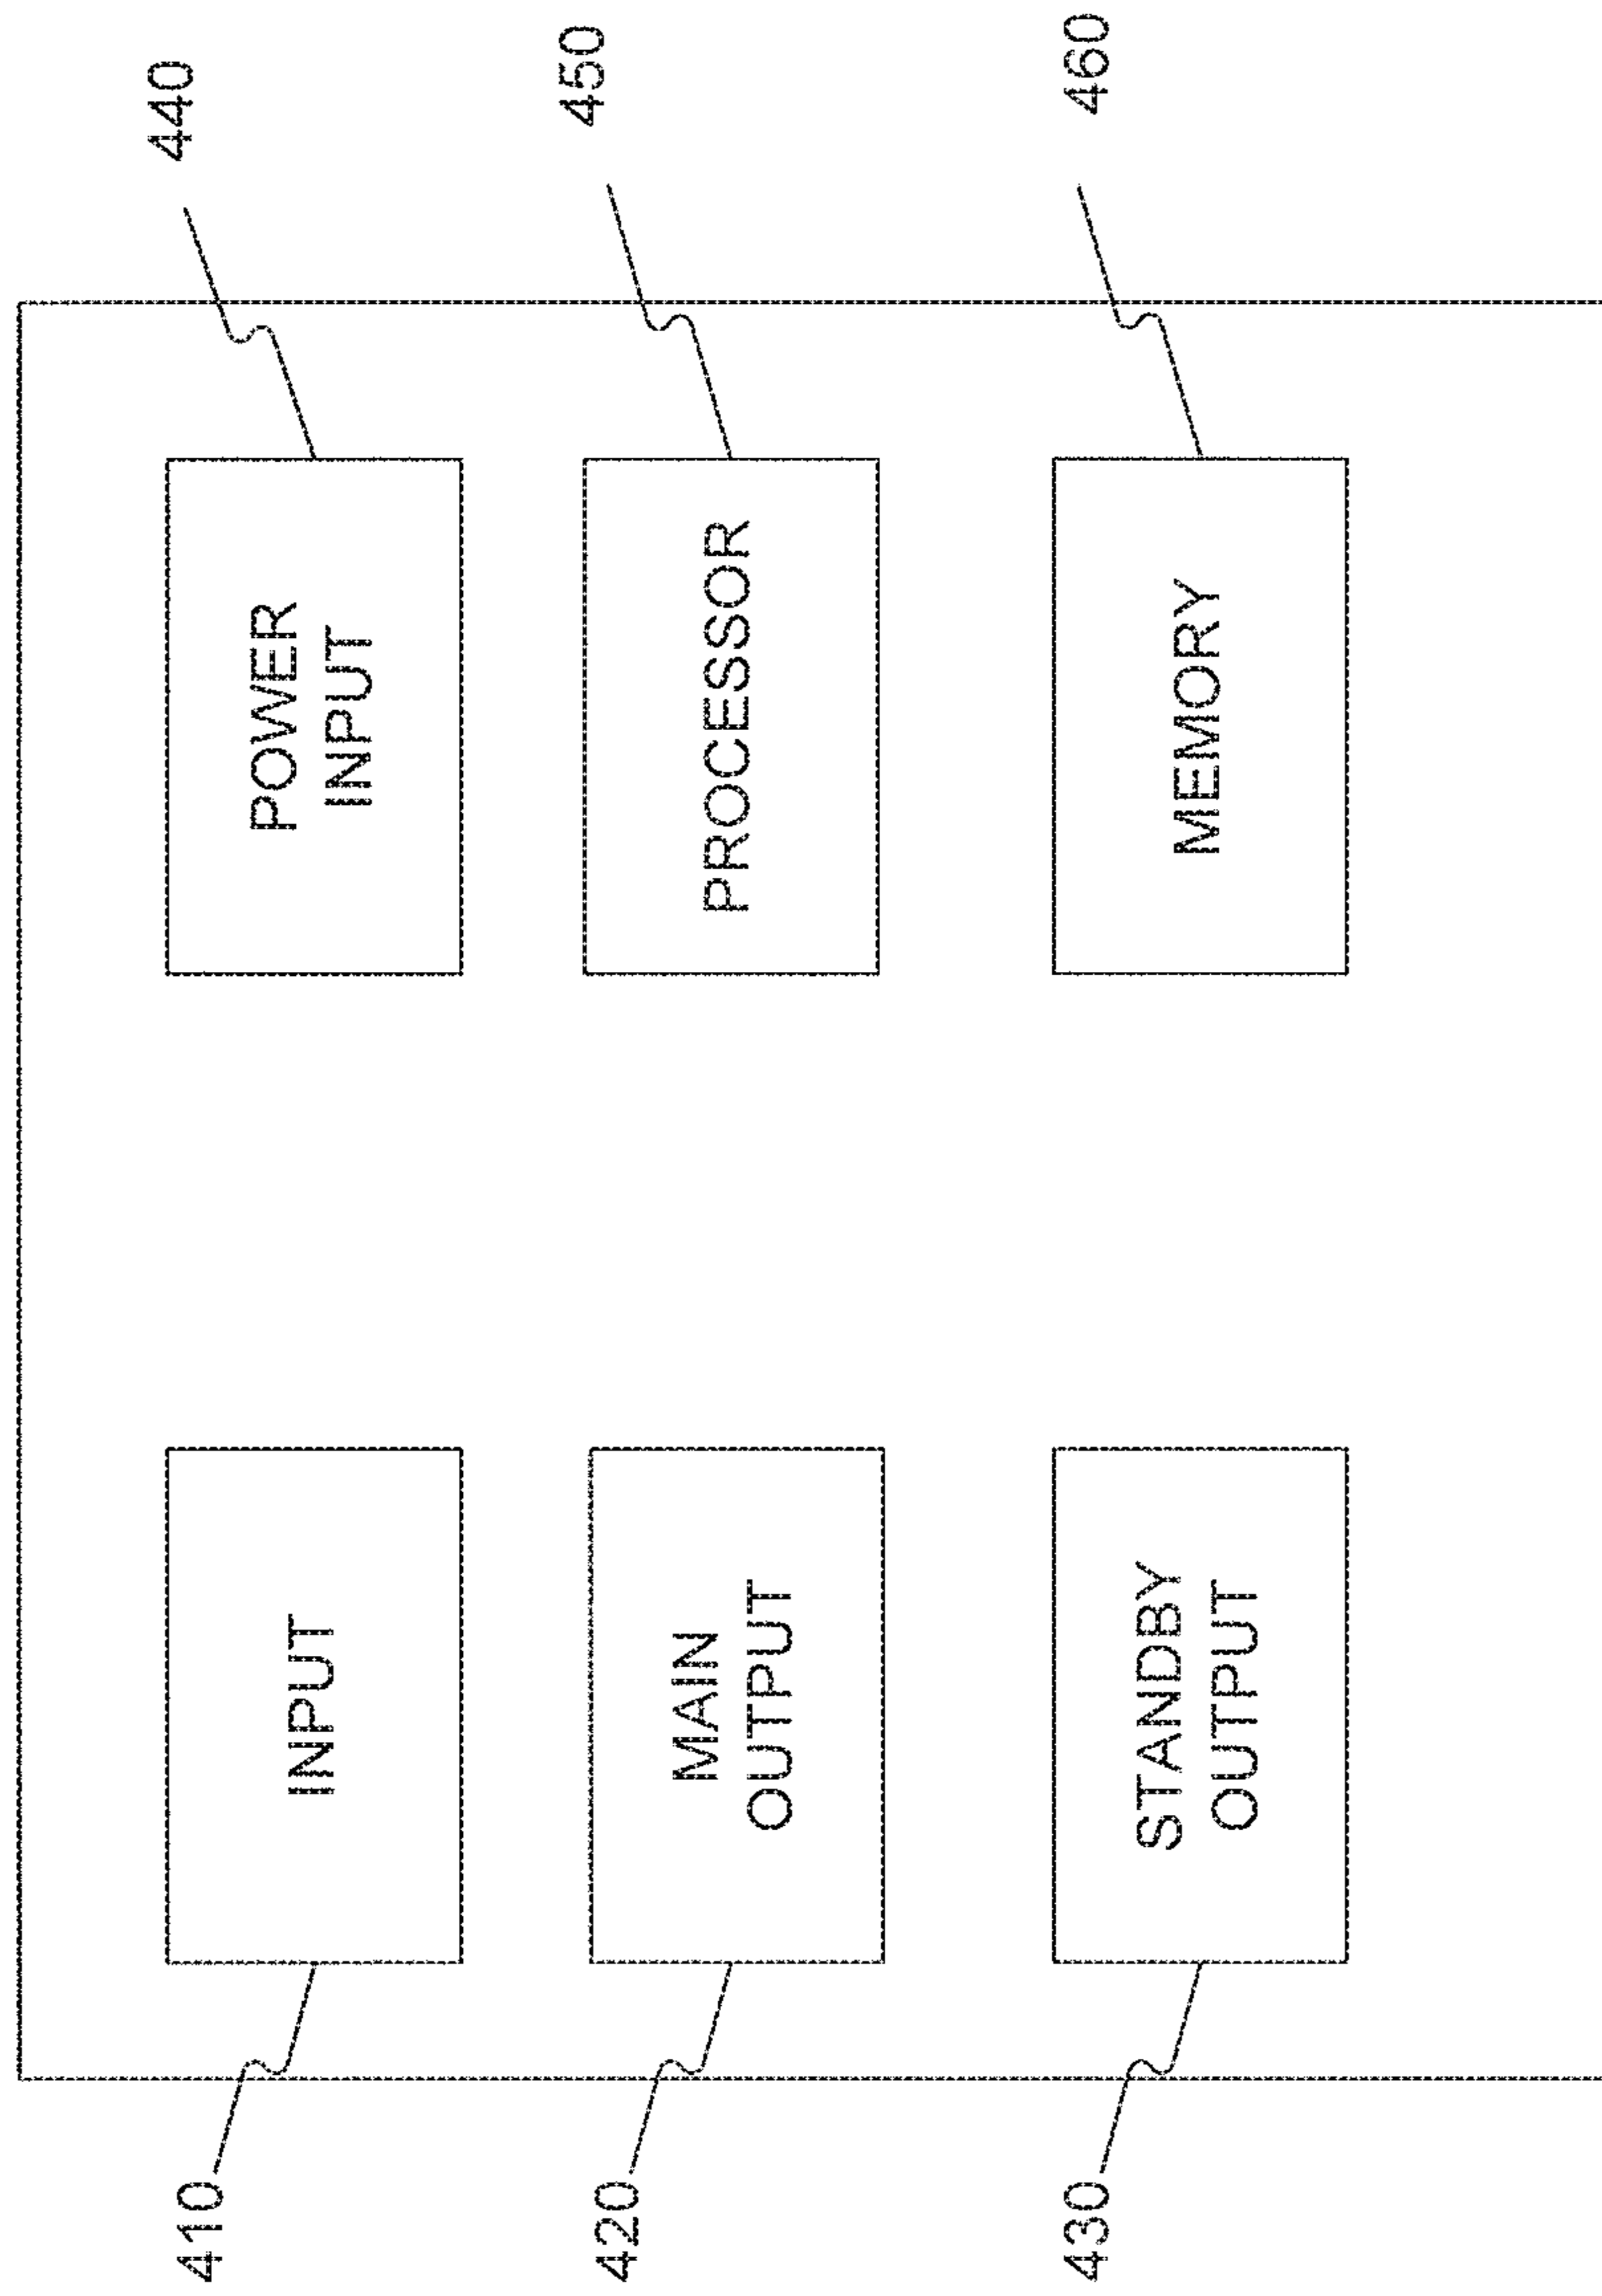 410
INPUT
POWER
INPUT
440
420
MAIN
OUTPUT
PROCESSOR
450
430
STANDBY
OUTPUT
MEMORY
460